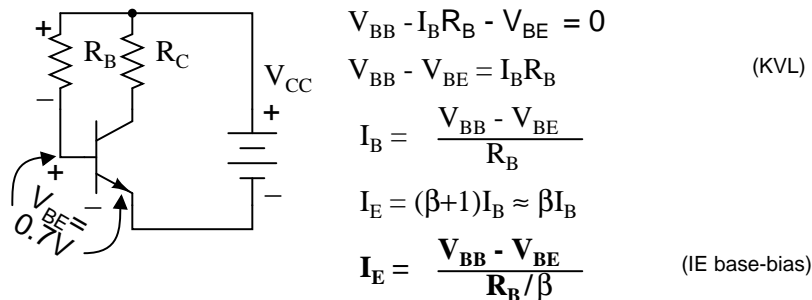 +
R_B
R_C
V_CC
+
−
−
+
−
V_BE =
0.7V
V_BB - I_B R_B - V_BE = 0
V_BB - V_BE = I_B R_B (KVL)
I_B = (V_BB - V_BE) / R_B
I_E = (β+1)I_B ≈ βI_B
I_E = (V_BB - V_BE) / (R_B / β) (IE base-bias)